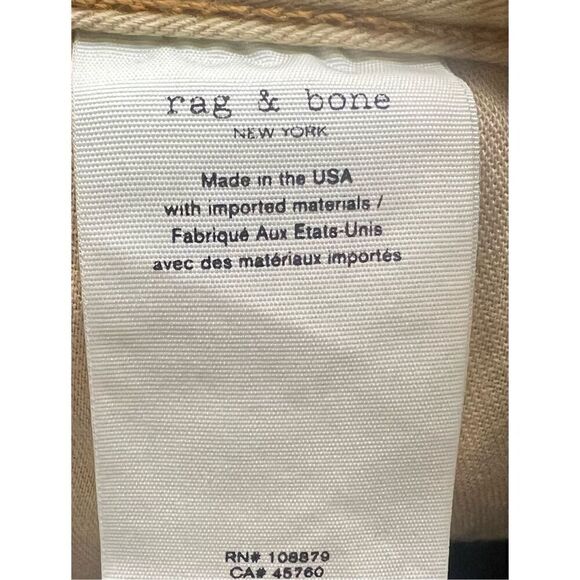 rag & bone
NEW YORK
Made in the USA
with imported materials /
Fabriqué Aux Etats-Unis
avec des matériaux importés
RN# 108879
CA# 45760